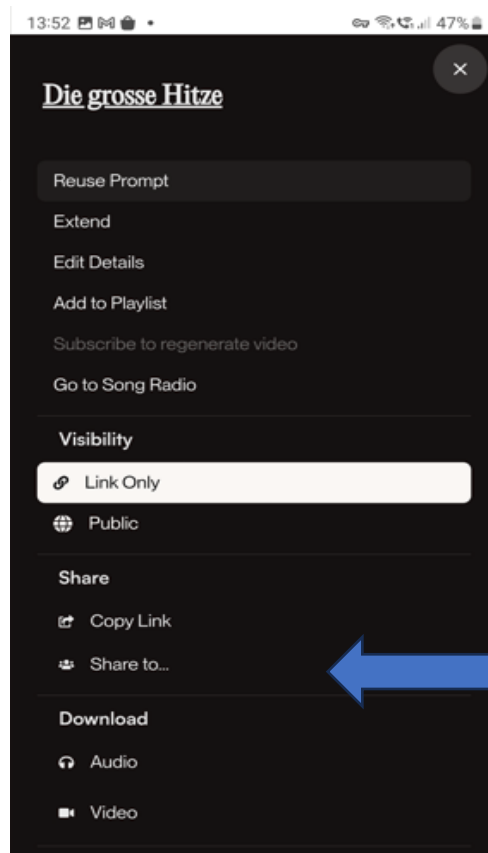 13:52 47%
Die grosse Hitze
Reuse Prompt
Extend
Edit Details
Add to Playlist
Subscribe to regenerate video
Go to Song Radio
Visibility
Link Only
Public
Share
Copy Link
Share to...
Download
Audio
Video